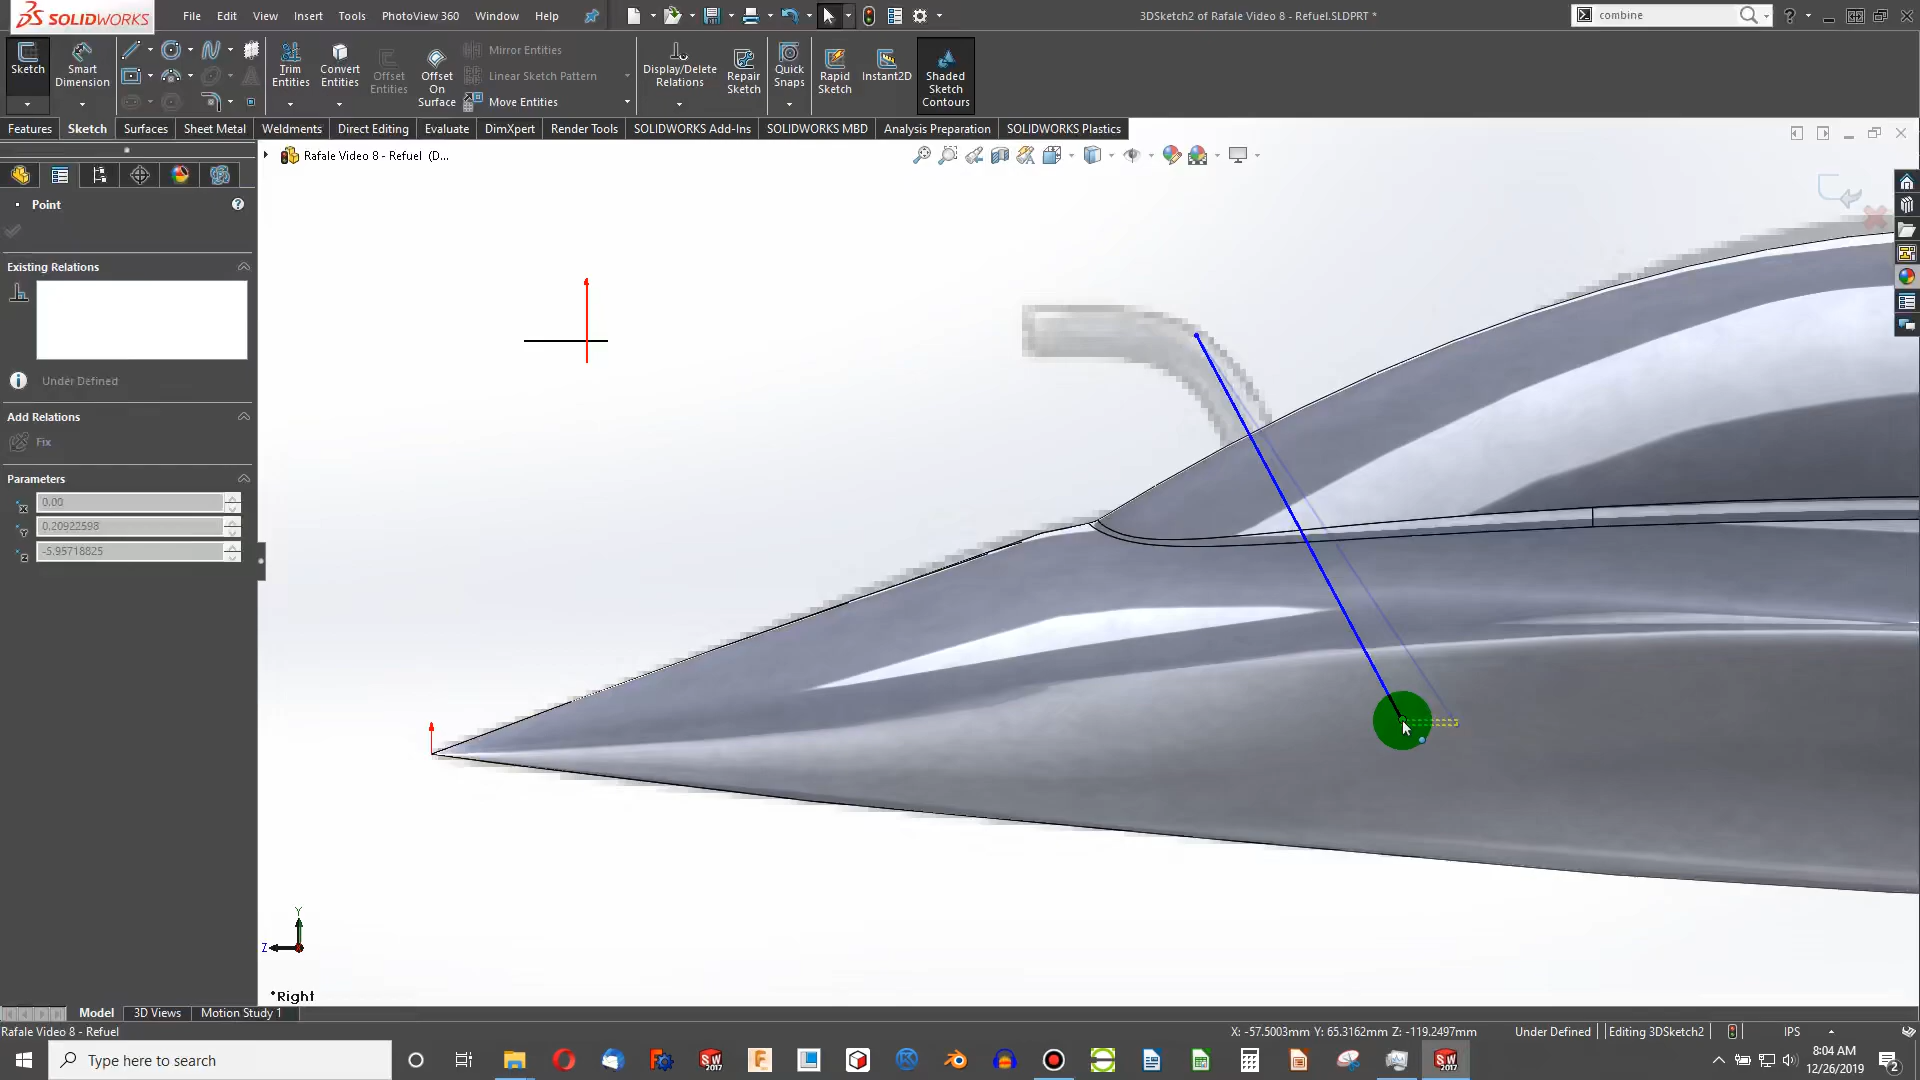 SOLIDWORKS
File Edit View Insert Tools PhotoView 360 Window Help
3DSketch2 of Rafale Video 8 - Refuel.SLDPRT *
combine
Sketch
Smart Dimension
Trim Entities
Convert Entities
Offset Entities
Offset On Surface
Mirror Entities
Linear Sketch Pattern
Move Entities
Display/Delete Relations
Repair Sketch
Quick Snaps
Rapid Sketch
Instant2D
Shaded Sketch Contours
Features Sketch Surfaces Sheet Metal Weldments Direct Editing Evaluate DimXpert Render Tools SOLIDWORKS Add-Ins SOLIDWORKS MBD Analysis Preparation SOLIDWORKS Plastics
Rafale Video 8 - Refuel (D...
Point
Existing Relations
Under Defined
Add Relations
Fix
Parameters
0.00
0.20922598
-5.95718825
Y
Z
*Right
Model 3D Views Motion Study 1
Rafale Video 8 - Refuel
X: -57.5003mm Y: 65.3162mm Z: -119.2497mm
Under Defined
Editing 3DSketch2
IPS
Type here to search
8:04 AM
12/26/2019
2